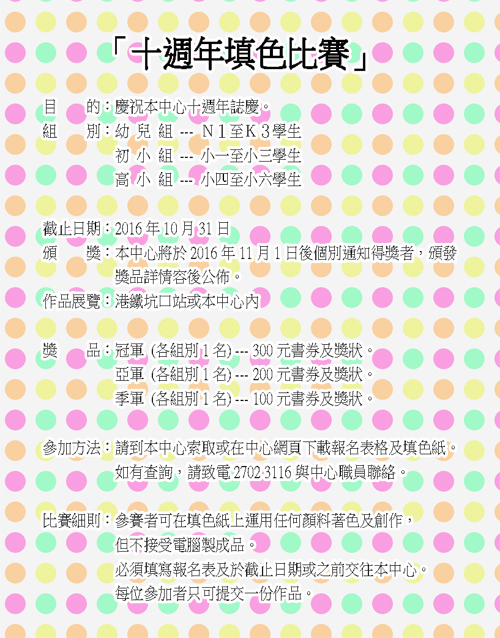 「十週年填色比賽」
目　　的：慶祝本中心十週年誌慶。
組　　別：幼 兒 組 --- N1至K3學生
初 小 組 --- 小一至小三學生
高 小 組 --- 小四至小六學生
截止日期：2016 年 10 月 31 日
頒　　獎：本中心將於 2016 年 11 月 1 日後個別通知得獎者，頒發
獎品詳情容後公佈。
作品展覽：港鐵坑口站或本中心內
獎　　品：冠軍 (各組別 1 名) --- 300 元書券及獎狀。
亞軍 (各組別 1 名) --- 200 元書券及獎狀。
季軍 (各組別 1 名) --- 100 元書券及獎狀。
參加方法：請到本中心索取或在中心網頁下載報名表格及填色紙。
如有查詢，請致電 2702-3116 與中心職員聯絡。
比賽細則：參賽者可在填色紙上運用任何顏料著色及創作，
但不接受電腦製成品。
必須填寫報名表及於截止日期或之前交往本中心。
每位參加者只可提交一份作品。